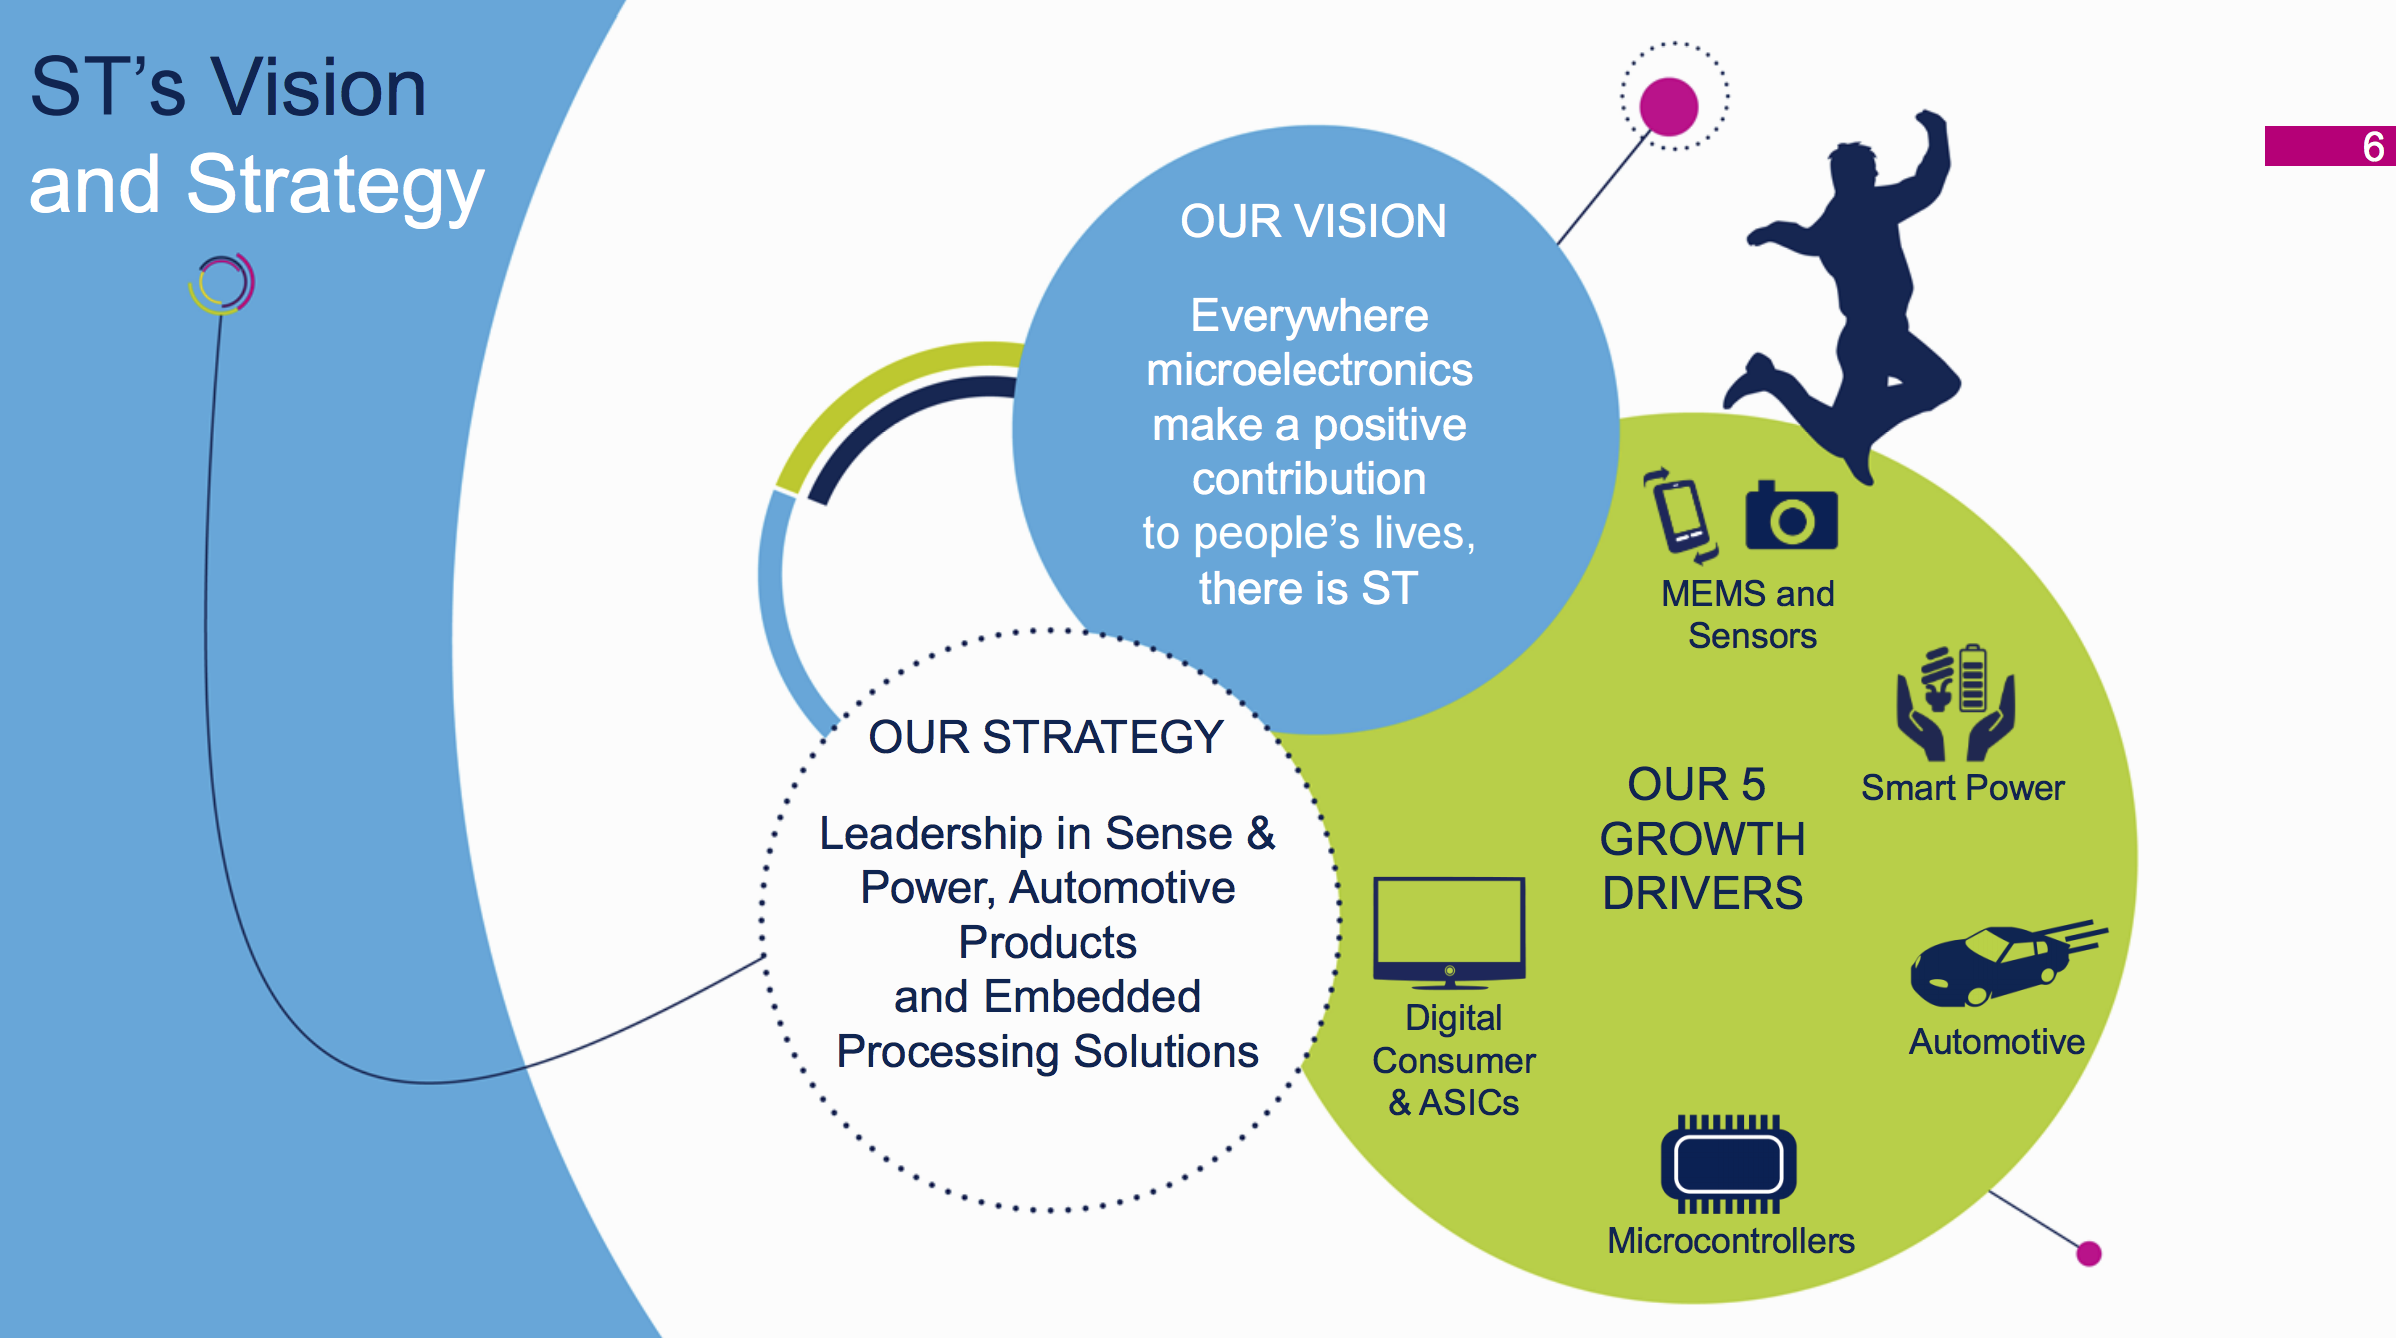 ST’s Vision
and Strategy
6
OUR VISION
Everywhere
microelectronics
make a positive
contribution
to people’s lives,
there is ST
OUR STRATEGY
Leadership in Sense &
Power, Automotive
Products
and Embedded
Processing Solutions
OUR 5
GROWTH
DRIVERS
MEMS and
Sensors
Smart Power
Automotive
Microcontrollers
Digital
Consumer
& ASICs